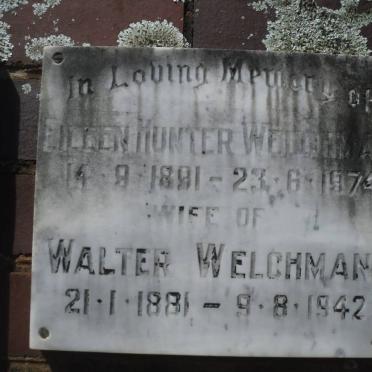 In Loving Memory of
EILEEN HUNTER WELCHMAN
14·9·1891 – 23·6·1974
WIFE OF
WALTER WELCHMAN
21·1·1881 – 9·8·1942